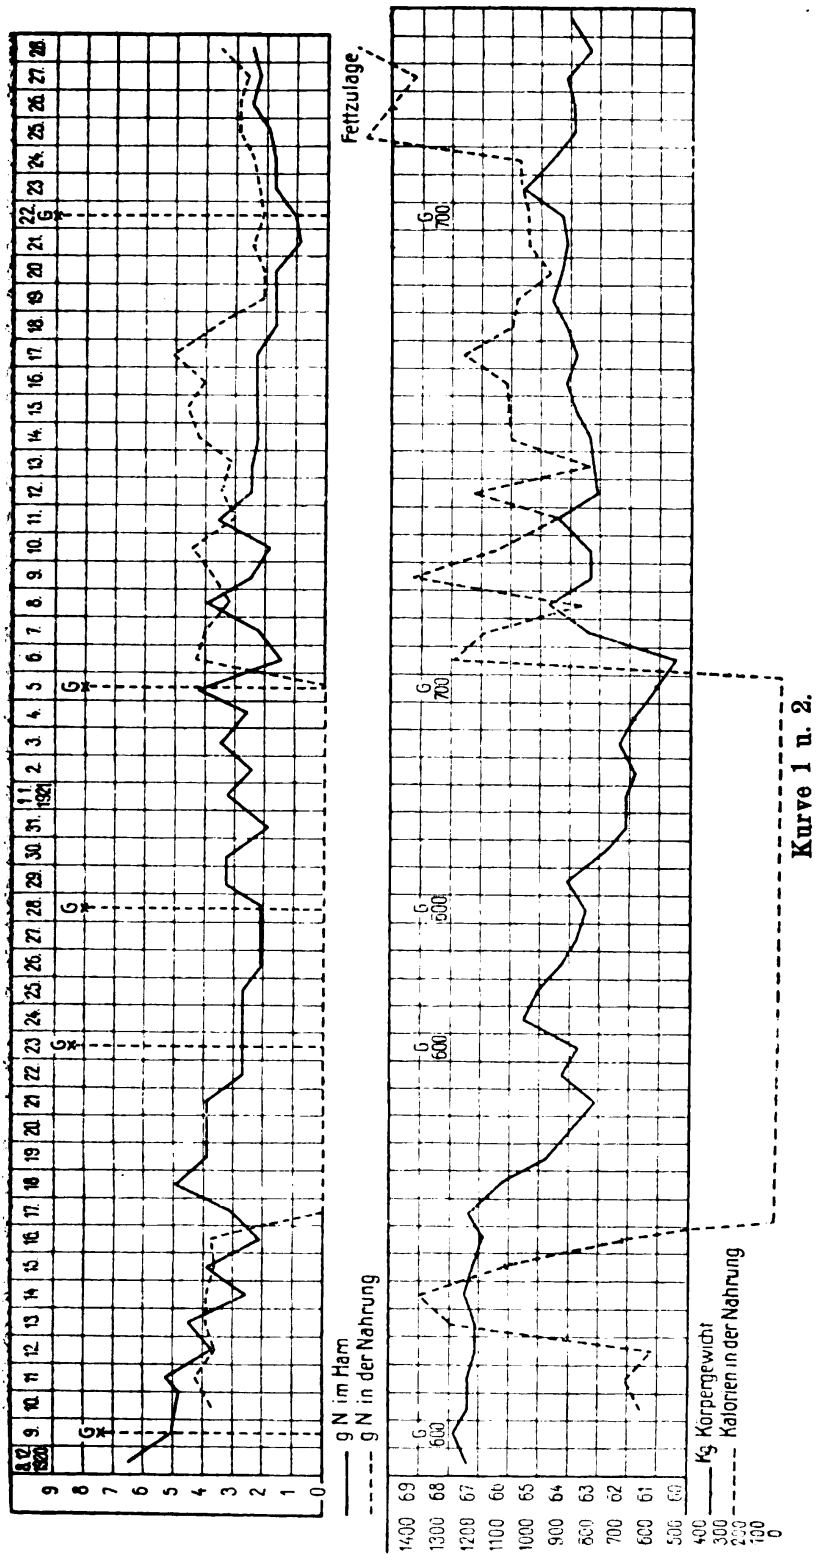 8.12. 1920. 9. 10. 11. 12. 13. 14. 15. 16. 17. 18. 19. 20. 21. 22. 23. 24. 25. 26. 27. 28. 29. 30. 31. 1.1. 1921. 2. 3. 4. 5. 6. 7. 8. 9. 10. 11. 12. 13. 14. 15. 16. 17. 18. 19. 20. 21. 22. 23. 24. 25. 26. 27. 28.
G G G G G
9
8
7
6
5
4
3
2
1
0
g N im Harn
g N in der Nahrung
Fettzulage
G 600 G 600 G 500 G 700 G 700
1400 69
1300 68
1200 67
1100 66
1000 65
900 64
800 63
700 62
600 61
500 60
400
300
200
100
0
Kg Körpergewicht
Kalorien in der Nahrung
Kurve 1 u. 2.